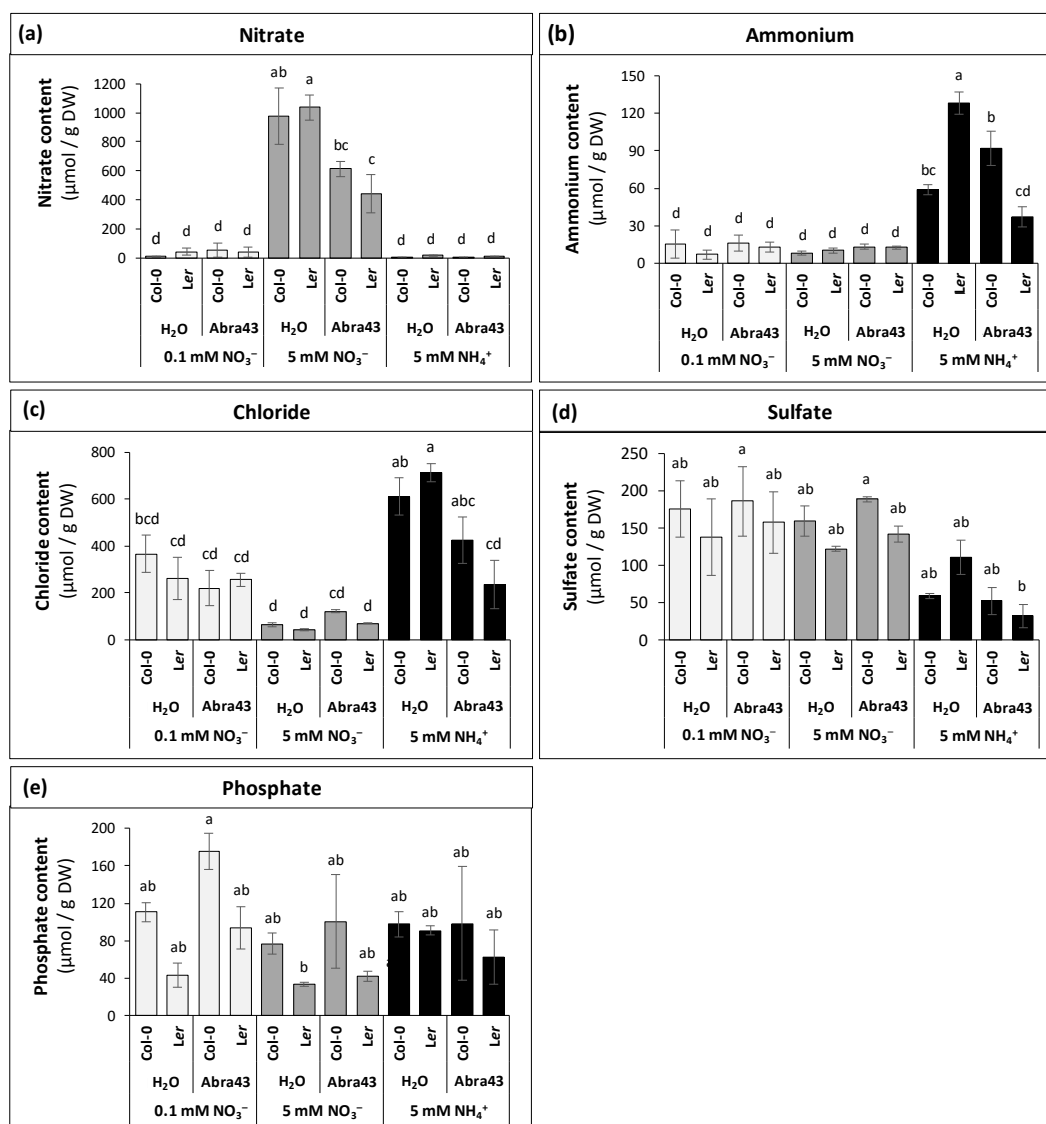 (a) Nitrate
Nitrate content
(µmol / g DW)
1200
1000
800
600
400
200
0
d d d d ab a bc c d d d d
Col-0 Ler Col-0 Ler Col-0 Ler Col-0 Ler Col-0 Ler Col-0 Ler
H₂O Abra43 H₂O Abra43 H₂O Abra43
0.1 mM NO₃⁻ 5 mM NO₃⁻ 5 mM NH₄⁺
(b) Ammonium
Ammonium content
(µmol / g DW)
150
120
90
60
30
0
d d d d d d d d bc a b cd
Col-0 Ler Col-0 Ler Col-0 Ler Col-0 Ler Col-0 Ler Col-0 Ler
H₂O Abra43 H₂O Abra43 H₂O Abra43
0.1 mM NO₃⁻ 5 mM NO₃⁻ 5 mM NH₄⁺
(c) Chloride
Chloride content
(µmol / g DW)
800
600
400
200
0
bcd cd cd cd d d cd d ab a abc cd
Col-0 Ler Col-0 Ler Col-0 Ler Col-0 Ler Col-0 Ler Col-0 Ler
H₂O Abra43 H₂O Abra43 H₂O Abra43
0.1 mM NO₃⁻ 5 mM NO₃⁻ 5 mM NH₄⁺
(d) Sulfate
Sulfate content
(µmol / g DW)
250
200
150
100
50
0
ab ab a ab ab ab a ab ab ab ab b
Col-0 Ler Col-0 Ler Col-0 Ler Col-0 Ler Col-0 Ler Col-0 Ler
H₂O Abra43 H₂O Abra43 H₂O Abra43
0.1 mM NO₃⁻ 5 mM NO₃⁻ 5 mM NH₄⁺
(e) Phosphate
Phosphate content
(µmol / g DW)
200
160
120
80
40
0
ab ab a ab ab b ab ab ab ab ab ab
Col-0 Ler Col-0 Ler Col-0 Ler Col-0 Ler Col-0 Ler Col-0 Ler
H₂O Abra43 H₂O Abra43 H₂O Abra43
0.1 mM NO₃⁻ 5 mM NO₃⁻ 5 mM NH₄⁺